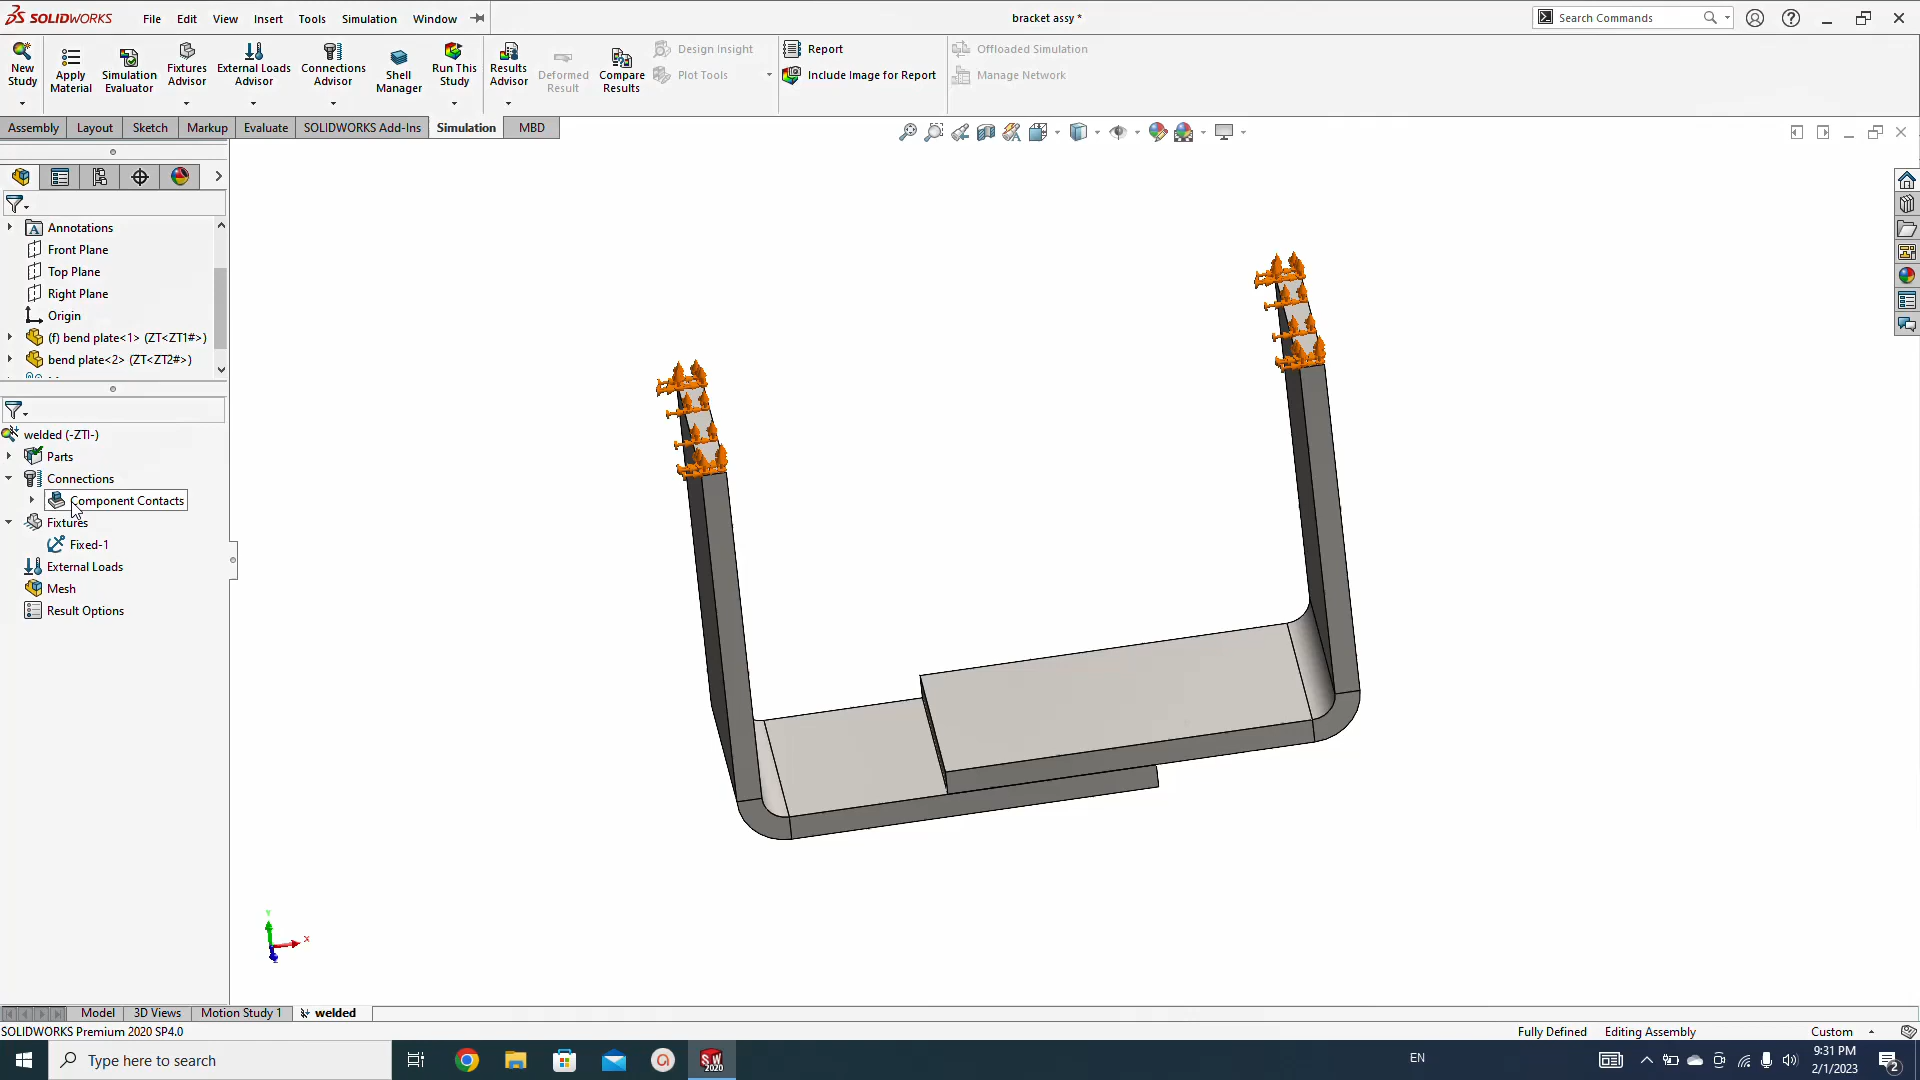 SOLIDWORKS File Edit View Insert Tools Simulation Window bracket assy * Search Commands
New Study
Apply Material
Simulation Evaluator
Fixtures Advisor
External Loads Advisor
Connections Advisor
Shell Manager
Run This Study
Results Advisor
Deformed Result
Compare Results
Design Insight
Plot Tools
Report
Include Image for Report
Offloaded Simulation
Manage Network
Assembly Layout Sketch Markup Evaluate SOLIDWORKS Add-Ins Simulation MBD
Annotations
Front Plane
Top Plane
Right Plane
Origin
(f) bend plate<1> (ZT<ZT1#>)
bend plate<2> (ZT<ZT2#>)
welded (-ZTI-)
Parts
Connections
Component Contacts
Fixtures
Fixed-1
External Loads
Mesh
Result Options
Y
X
Model 3D Views Motion Study 1 welded
SOLIDWORKS Premium 2020 SP4.0 Fully Defined Editing Assembly Custom
Type here to search
SW
2020
EN
9:31 PM
2/1/2023
2